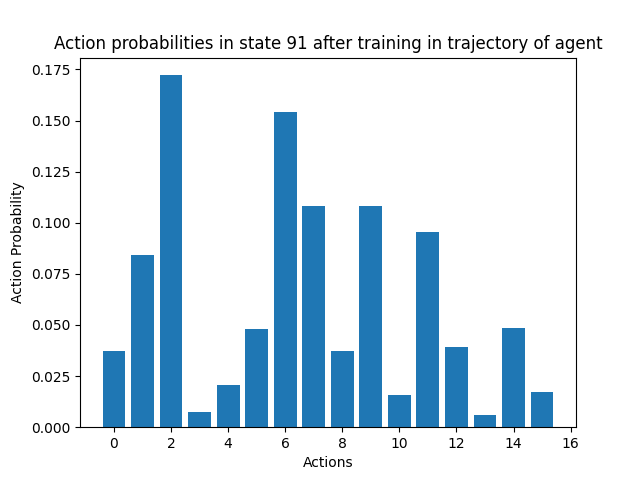 Action probabilities in state 91 after training in trajectory of agent
0.175
0.150
0.125
0.100
0.075
0.050
0.025
0.000
Action Probability
0 2 4 6 8 10 12 14 16
Actions